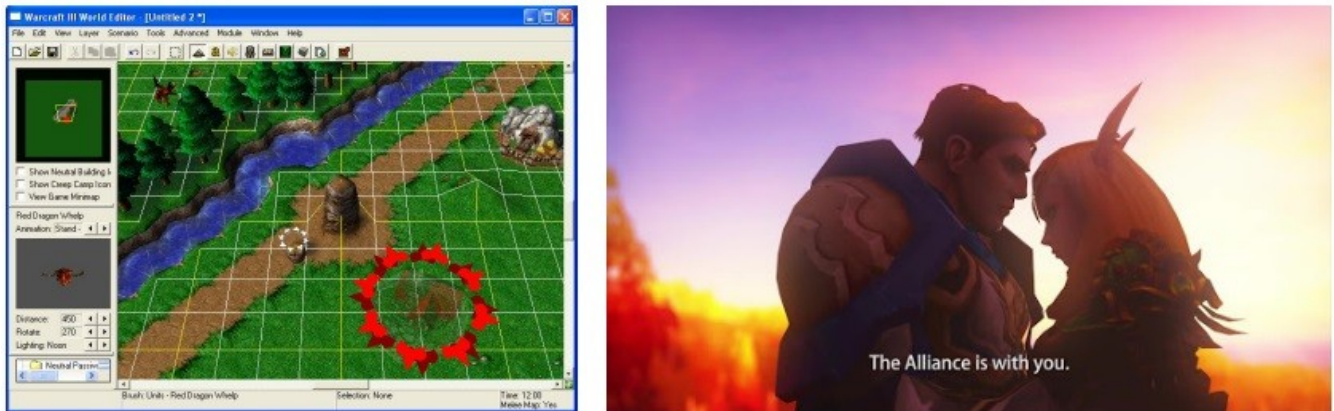 Warcraft III World Editor - [Untitled 2 *]
File Edit View Layer Scenario Tools Advanced Module Window Help
Show Neutral Building I
Show Creep Camp Icon
View Game Minimap
Red Dragon Whelp
Animation: Stand -
Distance: 450
Rotate: 270
Lighting: Noon
Neutral Passive
Brush: Units - Red Dragon Whelp
Selection: None
Time: 12:00
Melee Map: Yes
The Alliance is with you.